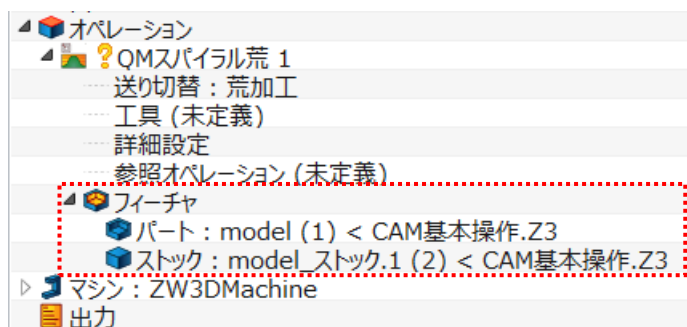 オペレーション
QMスパイラル荒 1
送り切替：荒加工
工具 (未定義)
詳細設定
参照オペレーション (未定義)
フィーチャ
パート：model (1) < CAM基本操作.Z3
ストック：model_ストック.1 (2) < CAM基本操作.Z3
マシン：ZW3DMachine
出力